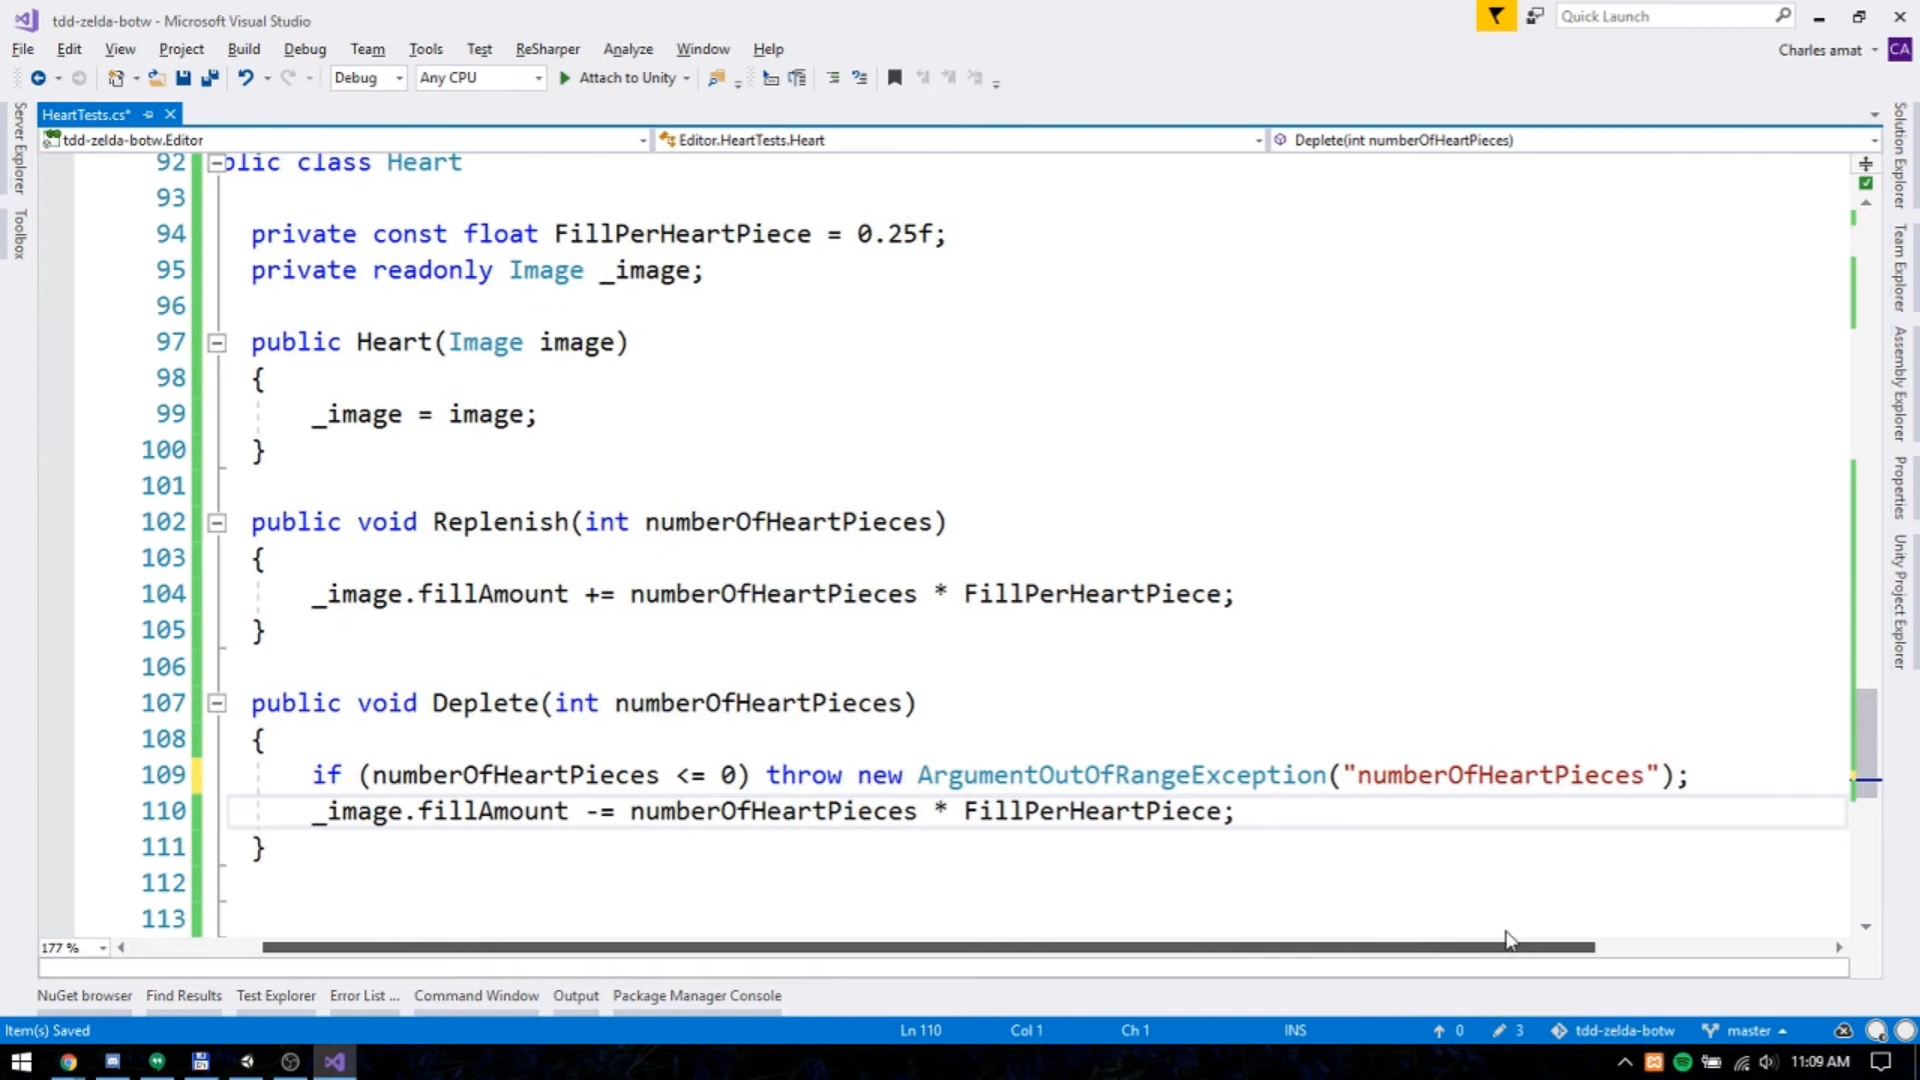 tdd-zelda-botw - Microsoft Visual Studio
Quick Launch
File Edit View Project Build Debug Team Tools Test ReSharper Analyze Window Help
Charles amat CA
Debug Any CPU Attach to Unity
HeartTests.cs*
tdd-zelda-botw.Editor Editor.HeartTests.Heart Deplete(int numberOfHeartPieces)
Server Explorer
Toolbox
92 blic class Heart
93
94 private const float FillPerHeartPiece = 0.25f;
95 private readonly Image _image;
96
97 public Heart(Image image)
98 {
99 _image = image;
100 }
101
102 public void Replenish(int numberOfHeartPieces)
103 {
104 _image.fillAmount += numberOfHeartPieces * FillPerHeartPiece;
105 }
106
107 public void Deplete(int numberOfHeartPieces)
108 {
109 if (numberOfHeartPieces <= 0) throw new ArgumentOutOfRangeException("numberOfHeartPieces");
110 _image.fillAmount -= numberOfHeartPieces * FillPerHeartPiece;
111 }
112
113
Solution Explorer
Team Explorer
Assembly Explorer
Properties
Unity Project Explorer
177 %
NuGet browser Find Results Test Explorer Error List ... Command Window Output Package Manager Console
Item(s) Saved Ln 110 Col 1 Ch 1 INS 0 3 tdd-zelda-botw master
11:09 AM